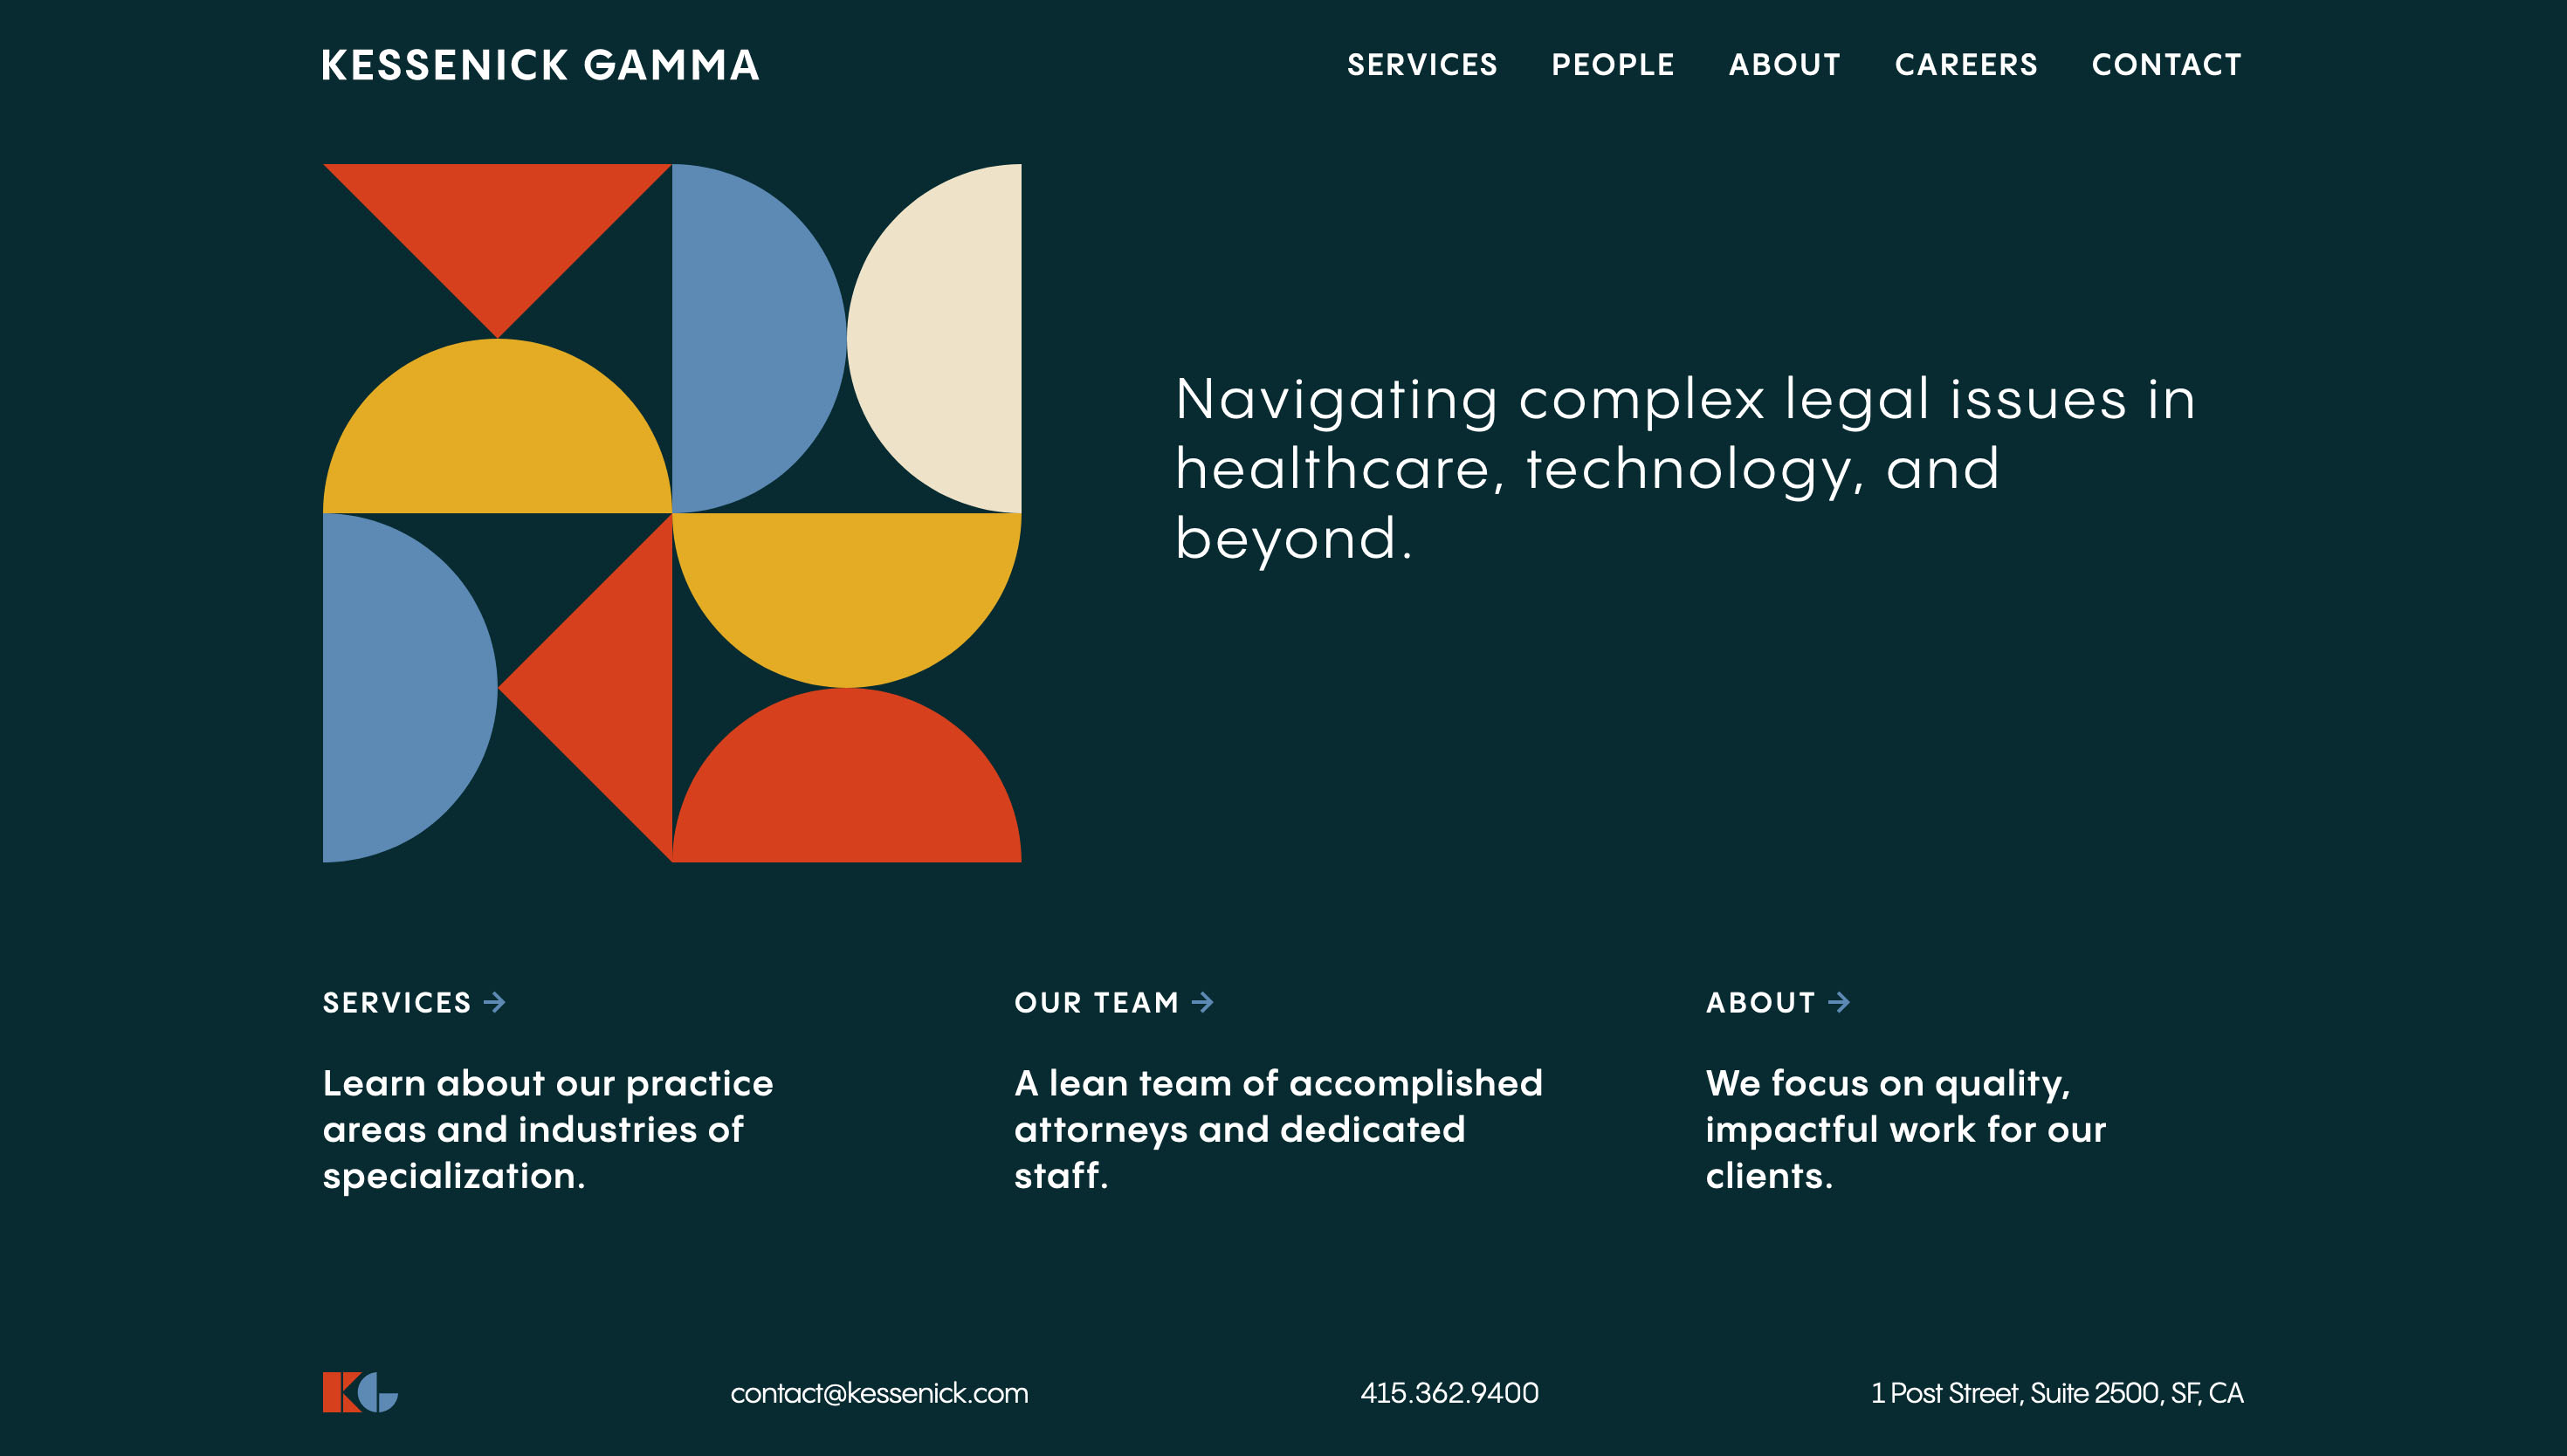 KESSENICK GAMMA
SERVICES PEOPLE ABOUT CAREERS CONTACT
Navigating complex legal issues in
healthcare, technology, and
beyond.
SERVICES →
Learn about our practice
areas and industries of
specialization.
OUR TEAM →
A lean team of accomplished
attorneys and dedicated
staff.
ABOUT →
We focus on quality,
impactful work for our
clients.
KG
contact@kessenick.com
415.362.9400
1 Post Street, Suite 2500, SF, CA